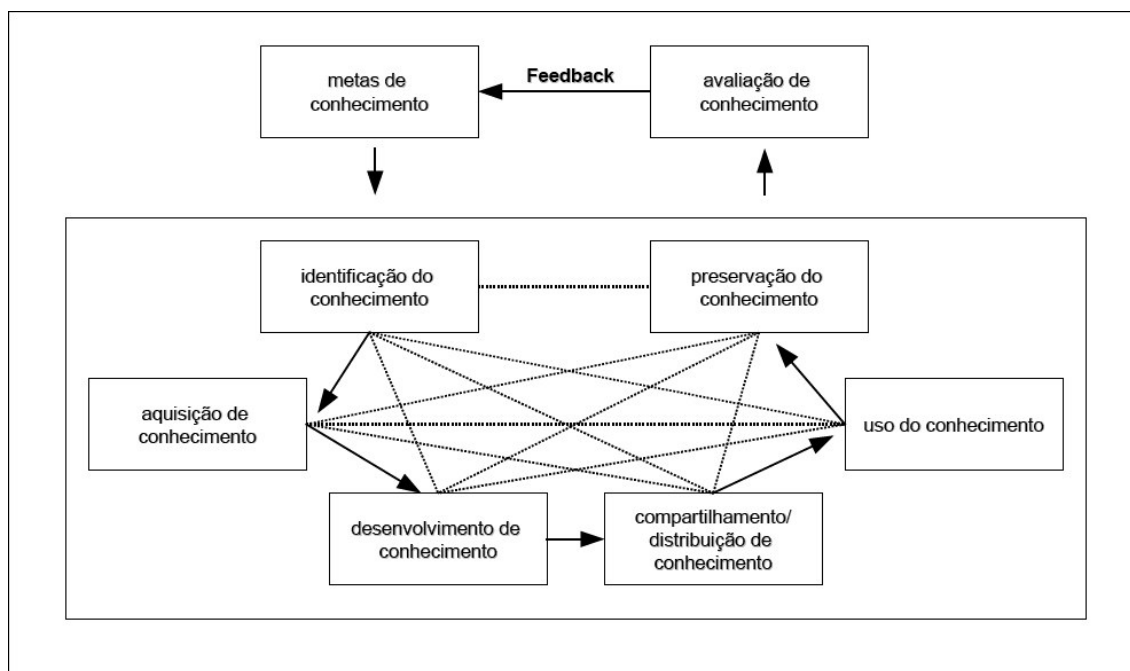 metas de
conhecimento
Feedback
avaliação de
conhecimento
identificação do
conhecimento
preservação do
conhecimento
aquisição de
conhecimento
uso do conhecimento
desenvolvimento de
conhecimento
compartilhamento/
distribuição de
conhecimento